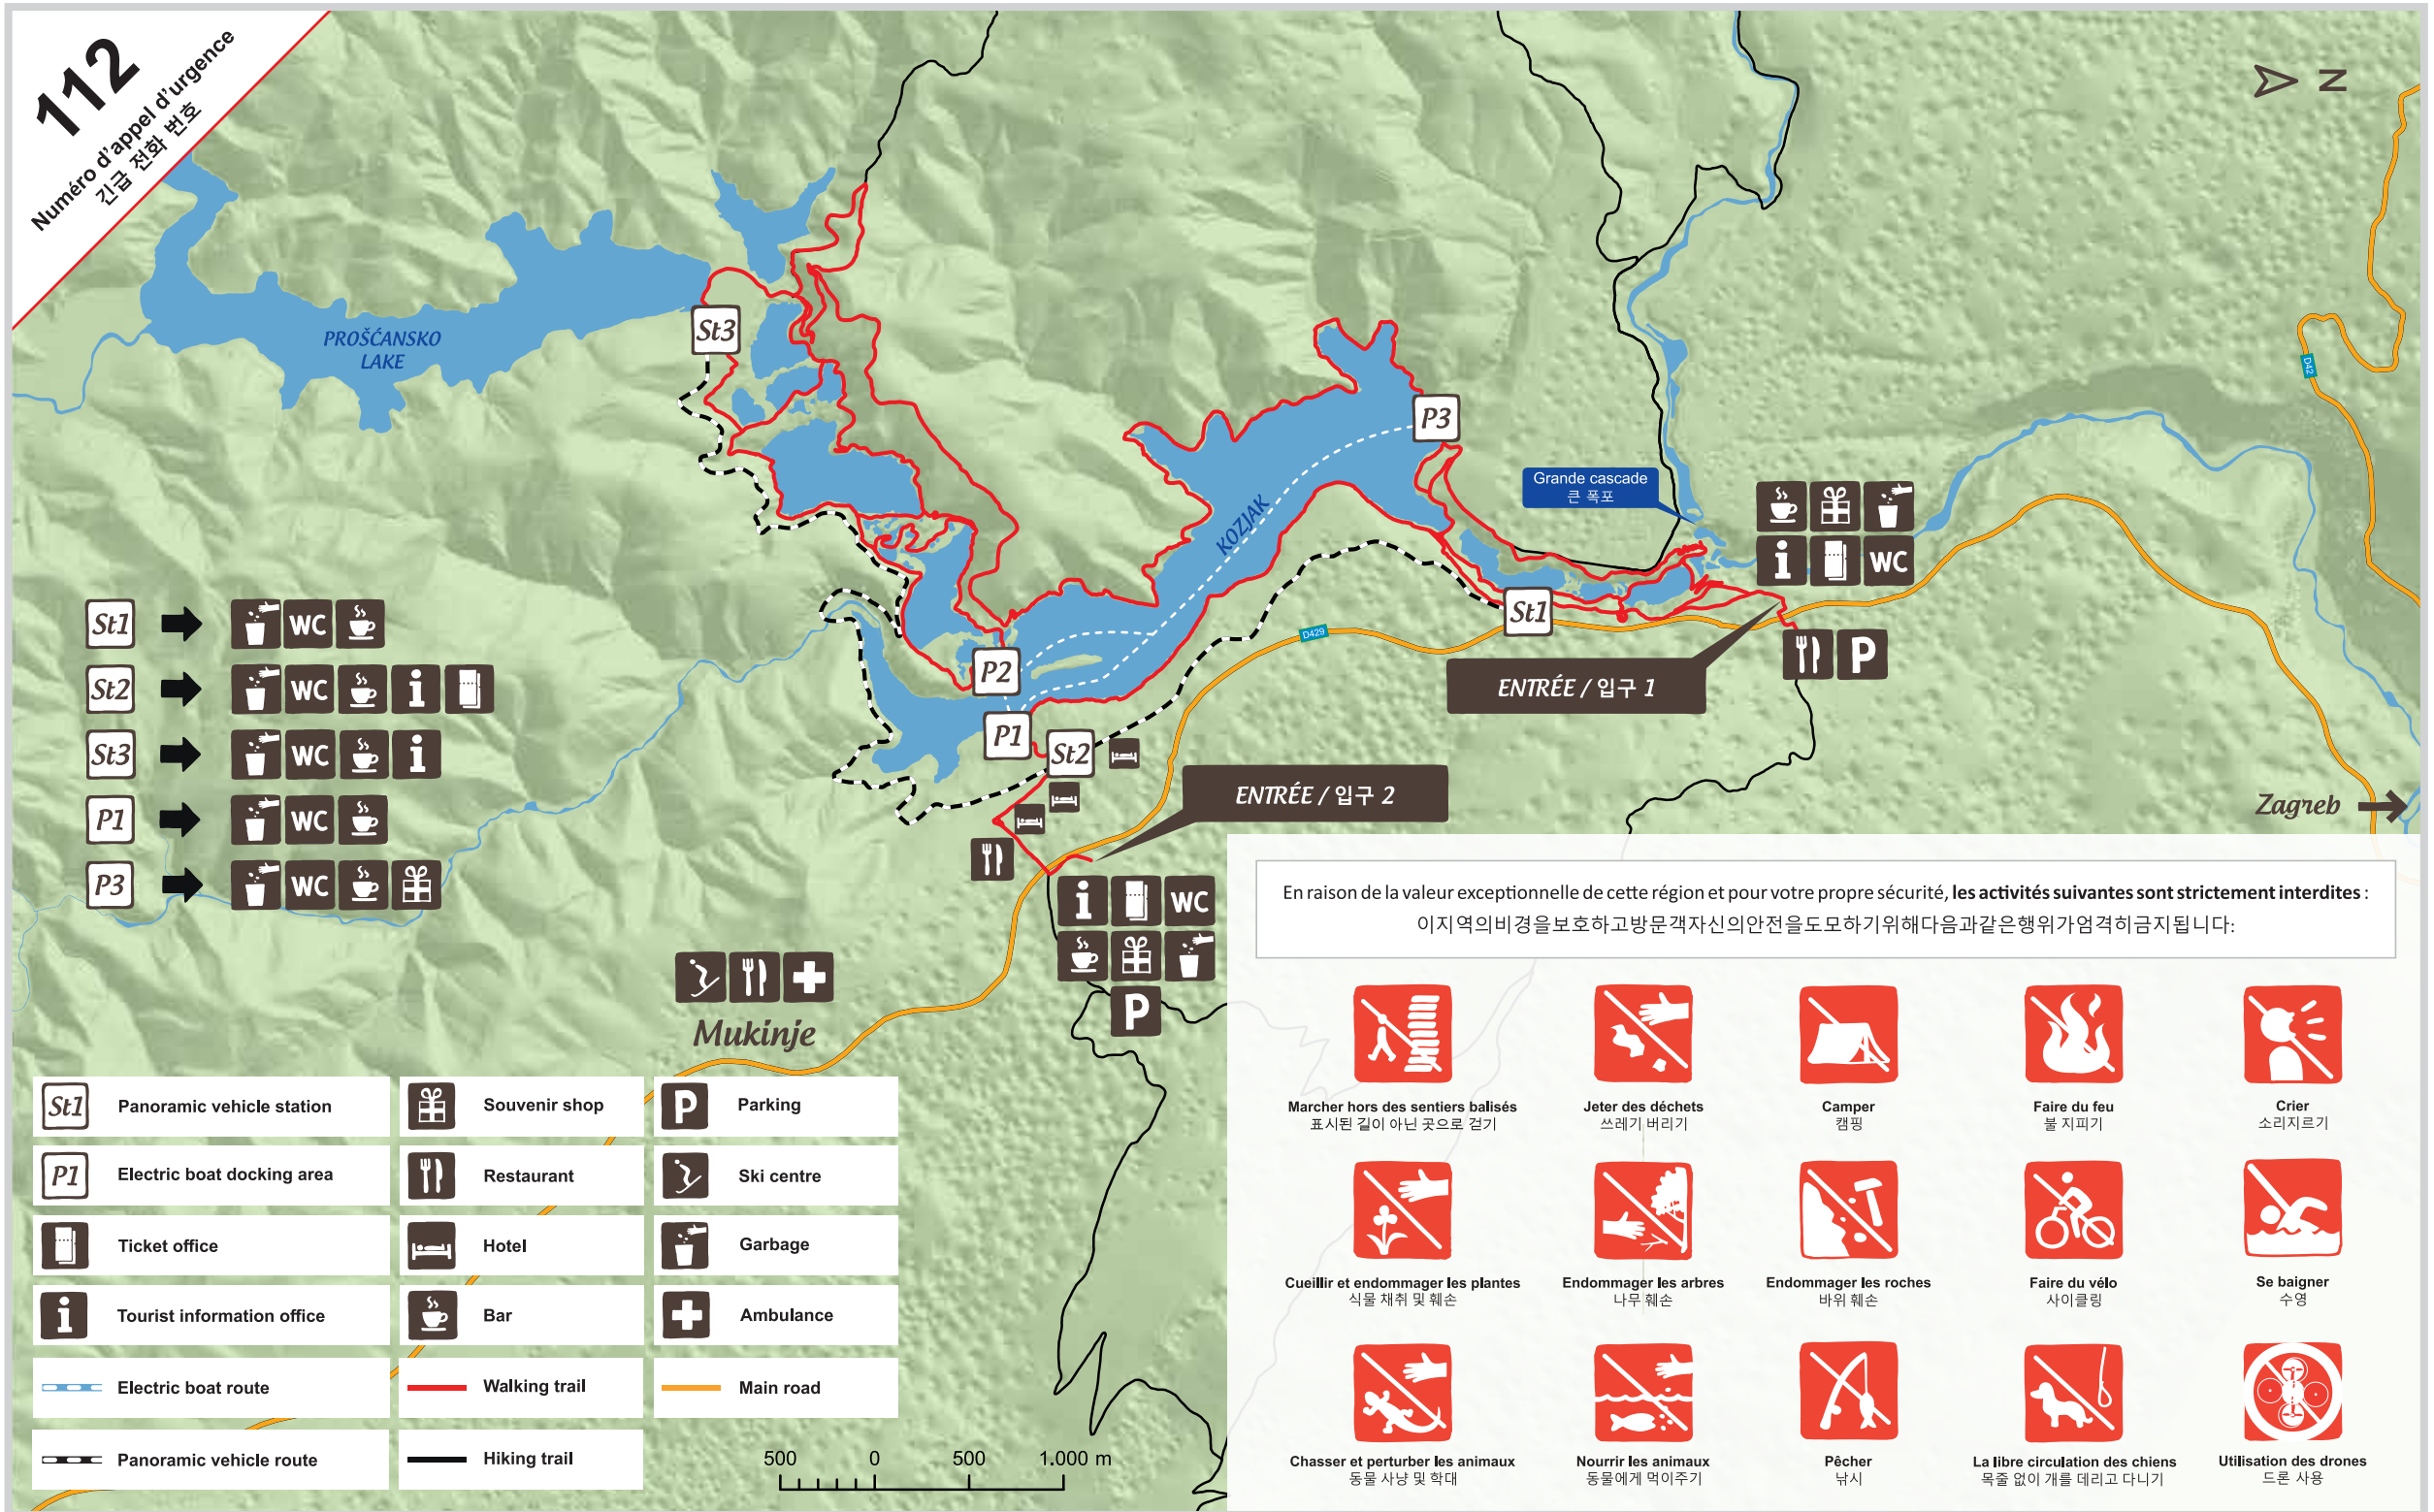 112
Numéro d'appel d'urgence
긴급 전화 번호
N
PROŠĆANSKO
LAKE
St3
D42
P3
KOZJAK
Grande cascade
큰 폭포
WC
St1
D429
P2
P
ENTRÉE / 입구 1
P1
St2
ENTRÉE / 입구 2
Zagreb
St1 WC
St2 WC
St3 WC
P1 WC
P3 WC
WC
P
Mukinje
St1 Panoramic vehicle station
Souvenir shop
P Parking
P1 Electric boat docking area
Restaurant
Ski centre
Ticket office
Hotel
Garbage
Tourist information office
Bar
Ambulance
Electric boat route
Walking trail
Main road
Panoramic vehicle route
Hiking trail
500 0 500 1.000 m
En raison de la valeur exceptionnelle de cette région et pour votre propre sécurité, les activités suivantes sont strictement interdites :
이지역의비경을보호하고방문객자신의안전을도모하기위해다음과같은행위가엄격히금지됩니다:
Marcher hors des sentiers balisés
표시된 길이 아닌 곳으로 걷기
Jeter des déchets
쓰레기 버리기
Camper
캠핑
Faire du feu
불 지피기
Crier
소리지르기
Cueillir et endommager les plantes
식물 채취 및 훼손
Endommager les arbres
나무 훼손
Endommager les roches
바위 훼손
Faire du vélo
사이클링
Se baigner
수영
Chasser et perturber les animaux
동물 사냥 및 학대
Nourrir les animaux
동물에게 먹이주기
Pêcher
낚시
La libre circulation des chiens
목줄 없이 개를 데리고 다니기
Utilisation des drones
드론 사용